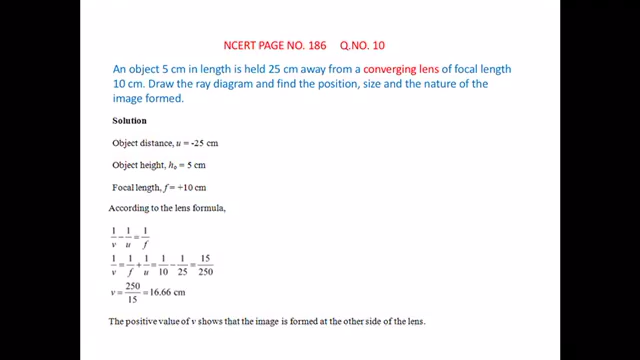 NCERT PAGE NO. 186 Q.NO. 10
An object 5 cm in length is held 25 cm away from a converging lens of focal length
10 cm. Draw the ray diagram and find the position, size and the nature of the
image formed.
Solution
Object distance, u = -25 cm
Object height, hₒ = 5 cm
Focal length, f = +10 cm
According to the lens formula,
1/v − 1/u = 1/f
1/v = 1/f + 1/u = 1/10 − 1/25 = 15/250
v = 250/15 = 16.66 cm
The positive value of v shows that the image is formed at the other side of the lens.